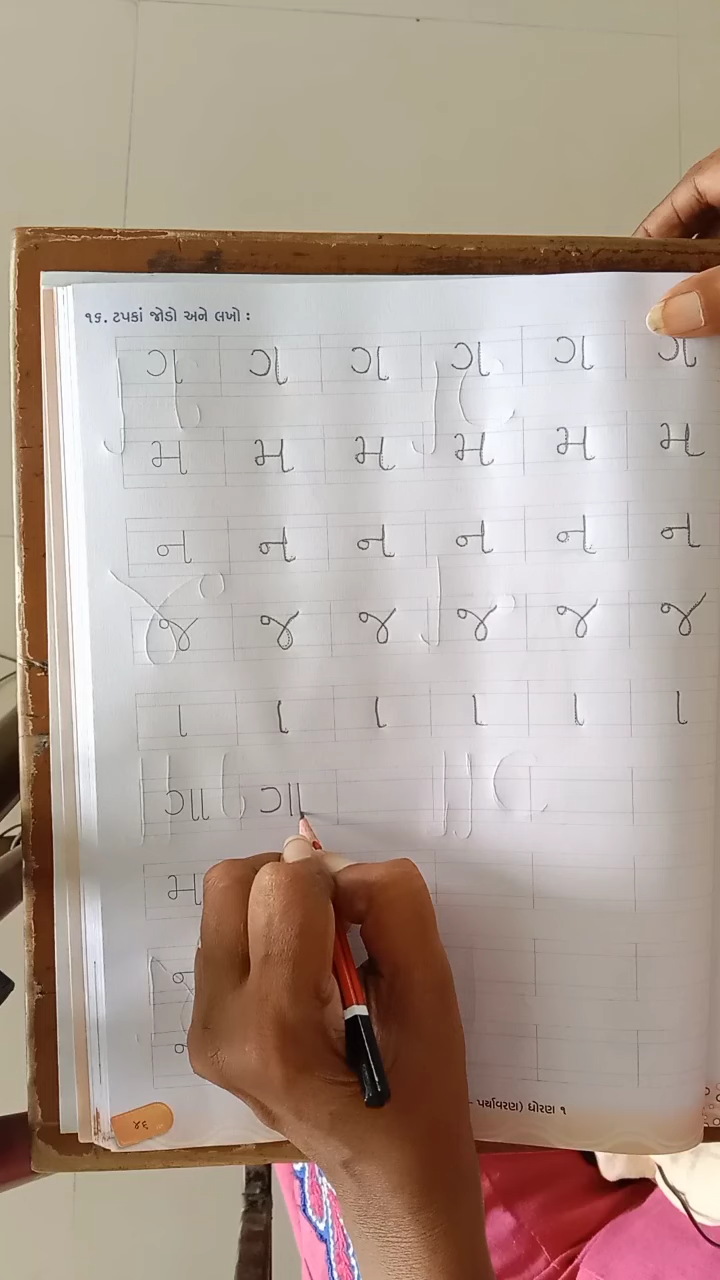 ૧૬. ટપકાં જોડો અને લખો :
ગ ગ ગ ગ ગ ગ
મ મ મ મ મ મ
ન ન ન ન ન ન
જ જ જ જ જ જ
ા ા ા ા ા ા
ગા ગા
મ
પર્યાવરણ) ધોરણ ૧
૪૬